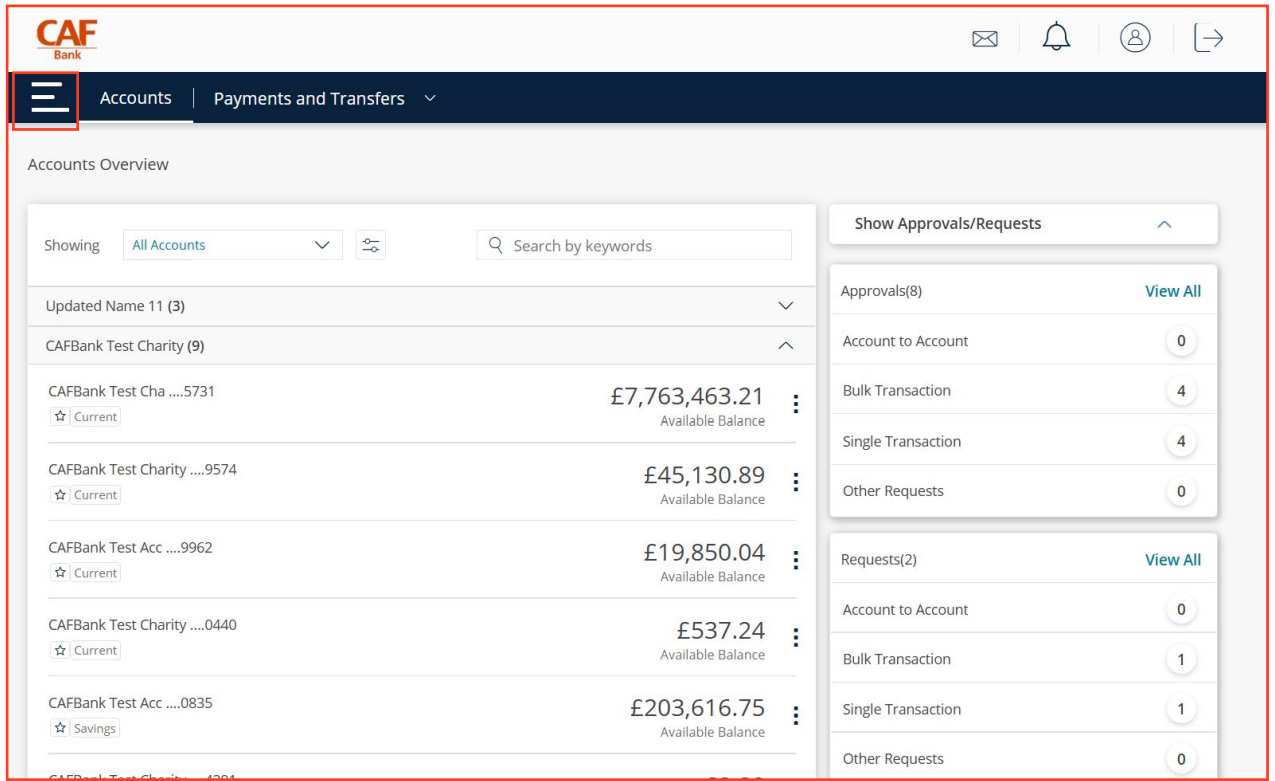 CAF
Bank
Accounts
Payments and Transfers
Accounts Overview
Showing
All Accounts
Search by keywords
Updated Name 11 (3)
CAFBank Test Charity (9)
CAFBank Test Cha ....5731
£7,763,463.21
Current
Available Balance
CAFBank Test Charity ....9574
£45,130.89
Current
Available Balance
CAFBank Test Acc ....9962
£19,850.04
Current
Available Balance
CAFBank Test Charity ....0440
£537.24
Current
Available Balance
CAFBank Test Acc ....0835
£203,616.75
Savings
Available Balance
Show Approvals/Requests
Approvals(8)
View All
Account to Account 0
Bulk Transaction 4
Single Transaction 4
Other Requests 0
Requests(2)
View All
Account to Account 0
Bulk Transaction 1
Single Transaction 1
Other Requests 0